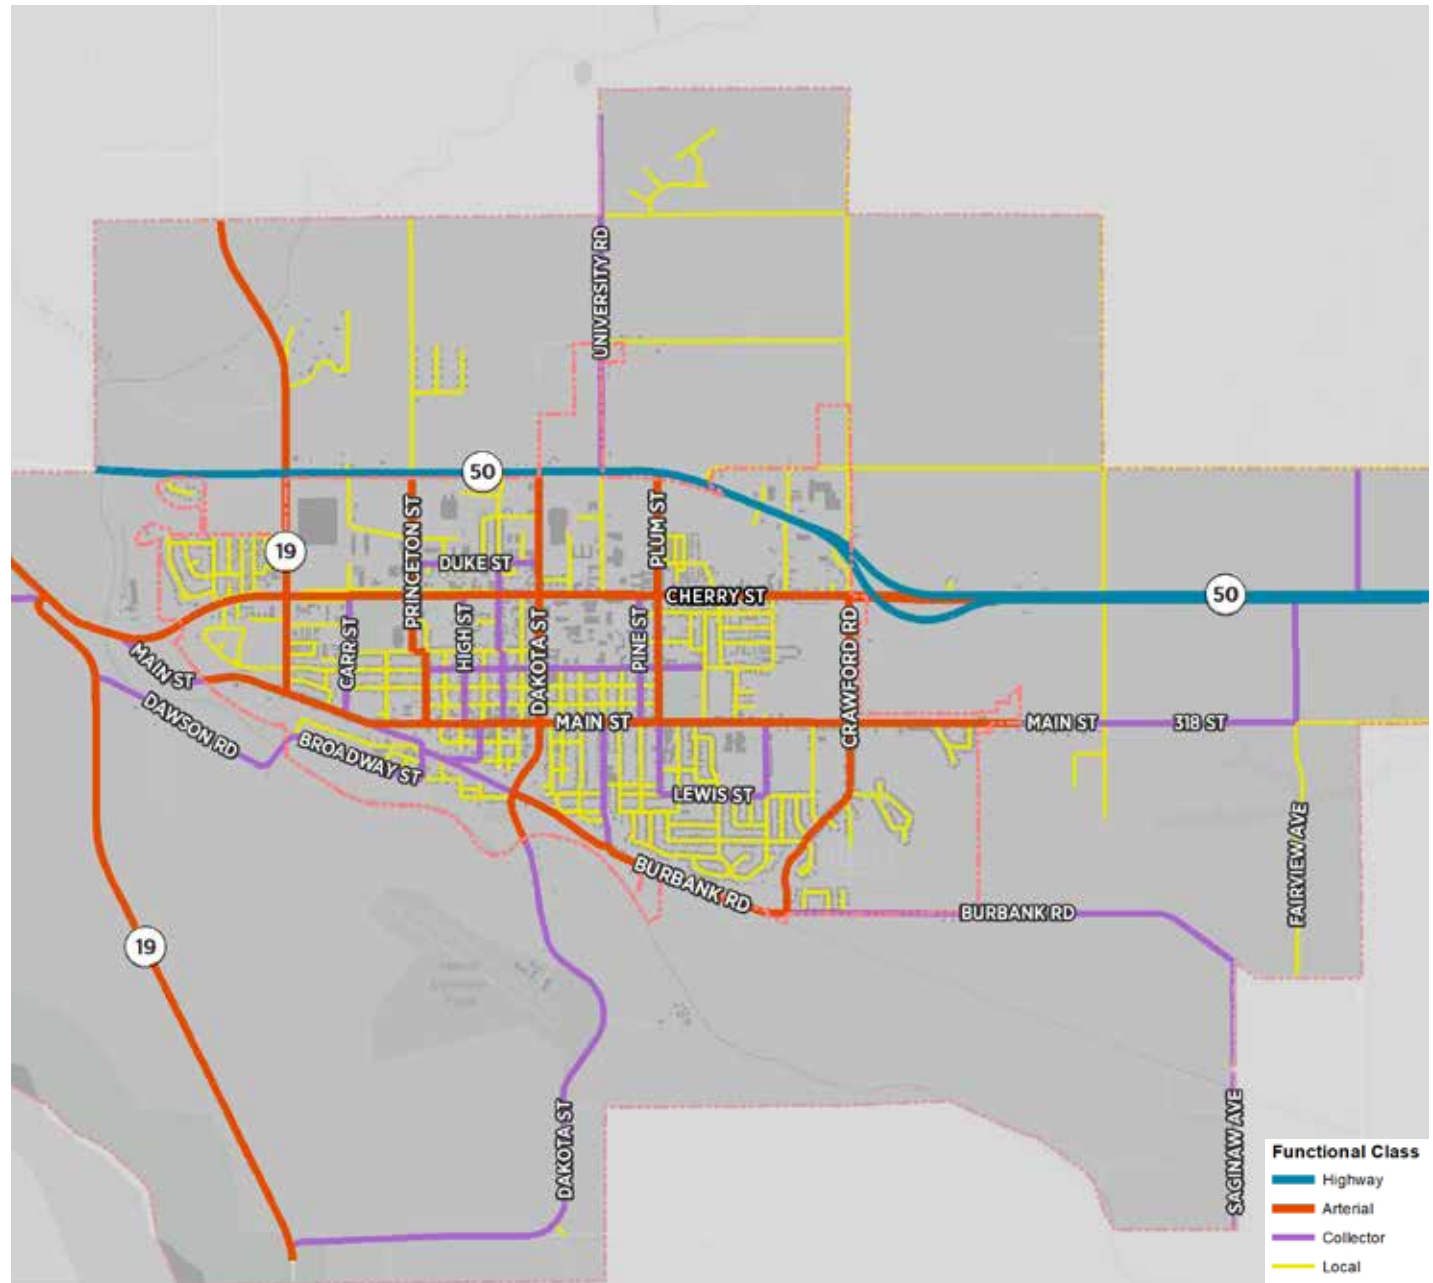 UNIVERSITY RD
50
PRINCETON ST
PLUM ST
19
DUKE ST
CHERRY ST
50
CARR ST
HIGH ST
DAKOTA ST
PINE ST
CRAWFORD RD
MAIN ST
DAWSON RD
BROADWAY ST
MAIN ST
MAIN ST
318 ST
LEWIS ST
BURBANK RD
BURBANK RD
FAIRVIEW AVE
19
DAKOTA ST
SAGINAW AVE
Functional Class
Highway
Arterial
Collector
Local